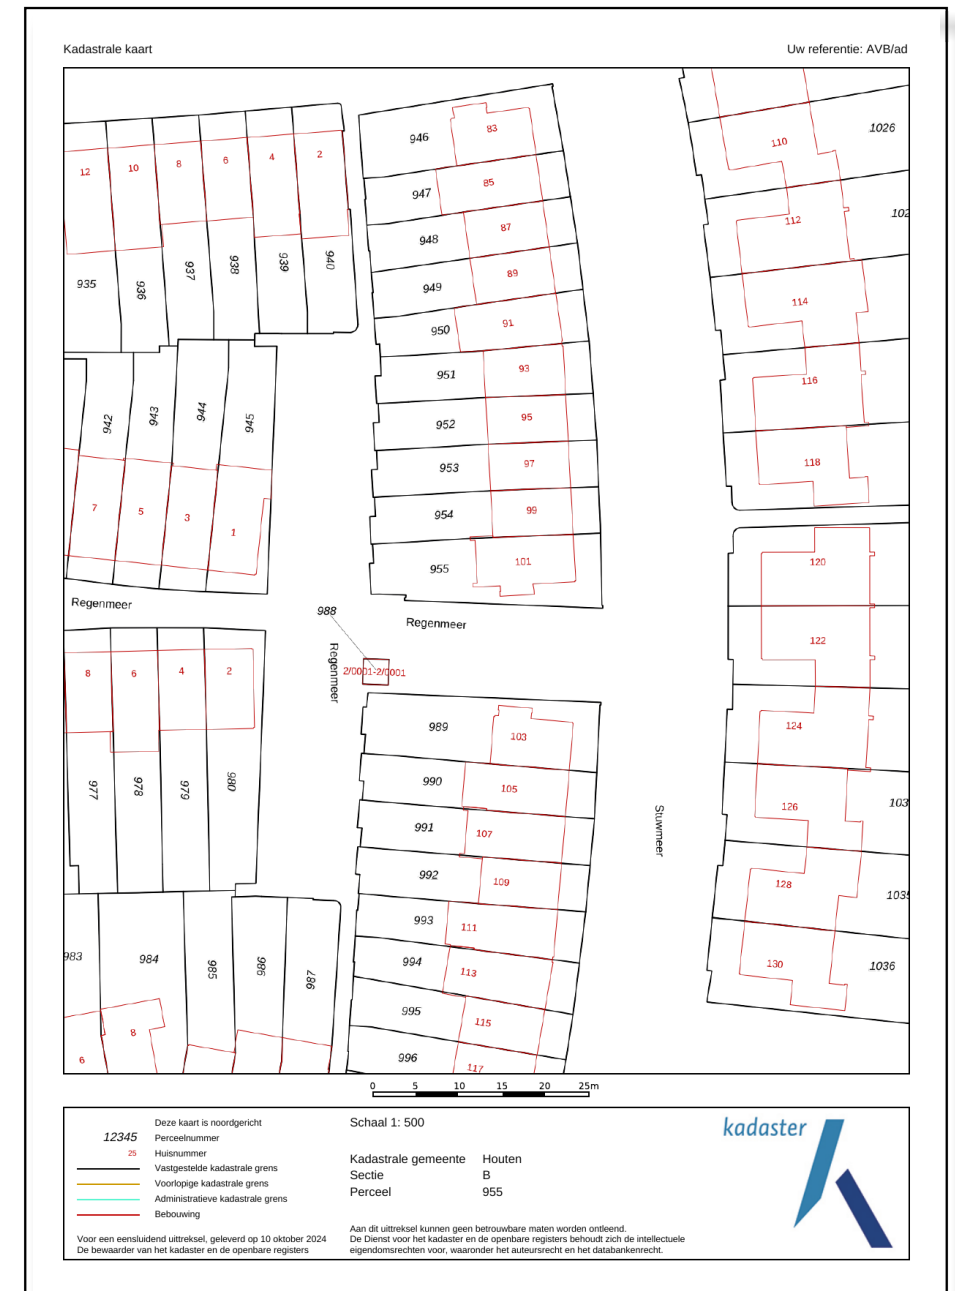 Kadastrale kaart
Uw referentie: AVB/ad
946 83
1026
110
12 10 8 6 4 2
947 85
948 87
112
935 936 937 938 939 940
949 89
114
950 91
951 93
116
942 943 944 945
952 95
953 97
118
7 5 3 1
954 99
955 101
120
Regenmeer
988
Regenmeer
122
Regenmeer
2/0001-2/0001
8 6 4 2
989 103
124
977 978 979 980
990 105
126
Stuwmeer
991 107
992 109
128
993 111
983 984 985 986 987
994 113
130
1036
995 115
8
6
996 117
0 5 10 15 20 25m
Deze kaart is noordgericht
12345 Perceelnummer
25 Huisnummer
Vastgestelde kadastrale grens
Voorlopige kadastrale grens
Administratieve kadastrale grens
Bebouwing
Voor een eensluidend uittreksel, geleverd op 10 oktober 2024
De bewaarder van het kadaster en de openbare registers
Schaal 1: 500
Kadastrale gemeente Houten
Sectie B
Perceel 955
Aan dit uittreksel kunnen geen betrouwbare maten worden ontleend.
De Dienst voor het kadaster en de openbare registers behoudt zich de intellectuele
eigendomsrechten voor, waaronder het auteursrecht en het databankenrecht.
kadaster